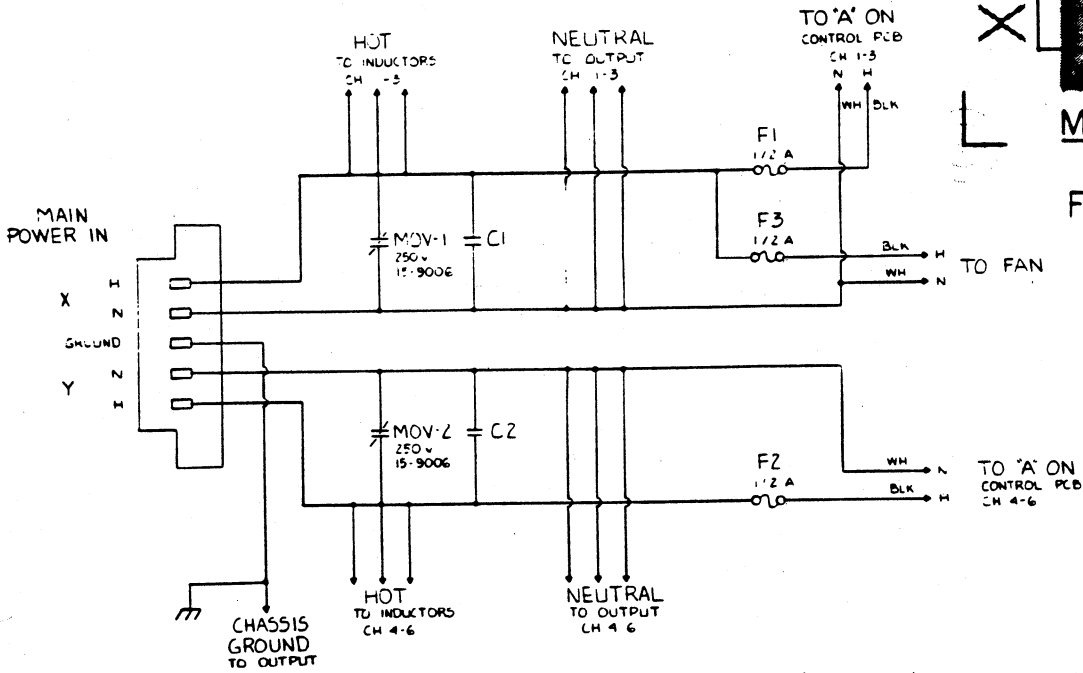 HOT
TO INDUCTORS
CH -3
NEUTRAL
TO OUTPUT
CH 1-3
TO "A" ON
CONTROL PCB
CH 1-3
N H
WH BLK
X
L
M
F
F1
1/2 A
MAIN
POWER IN
F3
1/2 A
MOV-1
250 v
15-9006
C1
BLK H
WH N
TO FAN
X
H
N
GROUND
Y
N
H
MOV-2
250 v
15-9006
C2
F2
1/2 A
WH N
BLK H
TO "A" ON
CONTROL PCB
CH 4-6
HOT
TO INDUCTORS
CH 4-6
NEUTRAL
TO OUTPUT
CH 4 6
CHASSIS
GROUND
TO OUTPUT